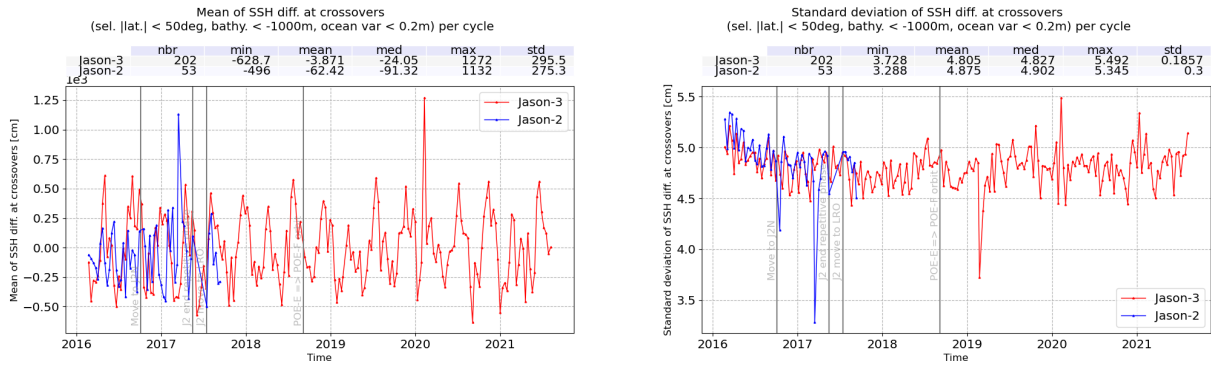 Mean of SSH diff. at crossovers
(sel. |lat.| < 50deg, bathy. < -1000m, ocean var < 0.2m) per cycle
nbr min mean med max std
Jason-3 202 -628.7 -3.871 -24.05 1272 295.5
Jason-2 53 -496 -62.42 -91.32 1132 275.3
1e3
Mean of SSH diff. at crossovers [cm]
1.25
1.00
0.75
0.50
0.25
0.00
−0.25
−0.50
Jason-3
Jason-2
Move to
J2 end
J2 LRO
POE-E => POE-F
2016 2017 2018 2019 2020 2021
Time
Standard deviation of SSH diff. at crossovers
(sel. |lat.| < 50deg, bathy. < -1000m, ocean var < 0.2m) per cycle
nbr min mean med max std
Jason-3 202 3.728 4.805 4.827 5.492 0.1857
Jason-2 53 3.288 4.875 4.902 5.345 0.3
Standard deviation of SSH diff. at crossovers [cm]
5.5
5.0
4.5
4.0
3.5
Move to J2N
J2 end repetitive
J2 move to LRO
POE-E => POE-F orbit
Jason-3
Jason-2
2016 2017 2018 2019 2020 2021
Time